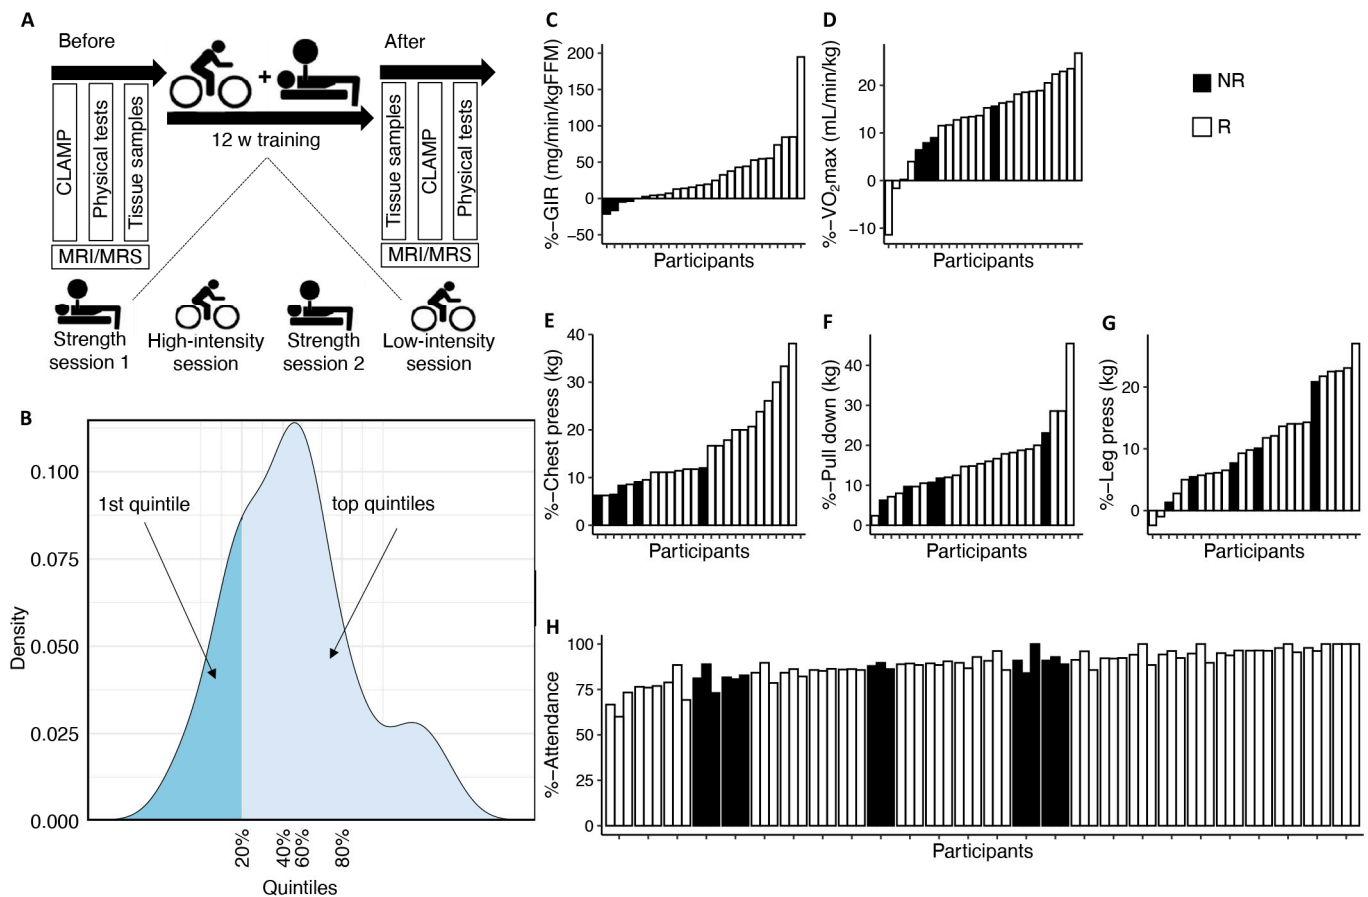 A
Before
After
CLAMP
Physical tests
Tissue samples
MRI/MRS
+
12 w training
Tissue samples
CLAMP
Physical tests
MRI/MRS
Strength
session 1
High-intensity
session
Strength
session 2
Low-intensity
session
B
Density
0.100
0.075
0.050
0.025
0.000
1st quintile
top quintiles
20%
40%
60%
80%
Quintiles
C
%−GIR (mg/min/kgFFM)
200
150
100
50
0
−50
Participants
D
%−VO2max (mL/min/kg)
20
10
0
−10
Participants
NR
R
E
%−Chest press (kg)
40
30
20
10
0
Participants
F
%−Pull down (kg)
40
30
20
10
0
Participants
G
%−Leg press (kg)
20
10
0
Participants
H
%−Attendance
100
75
50
25
0
Participants